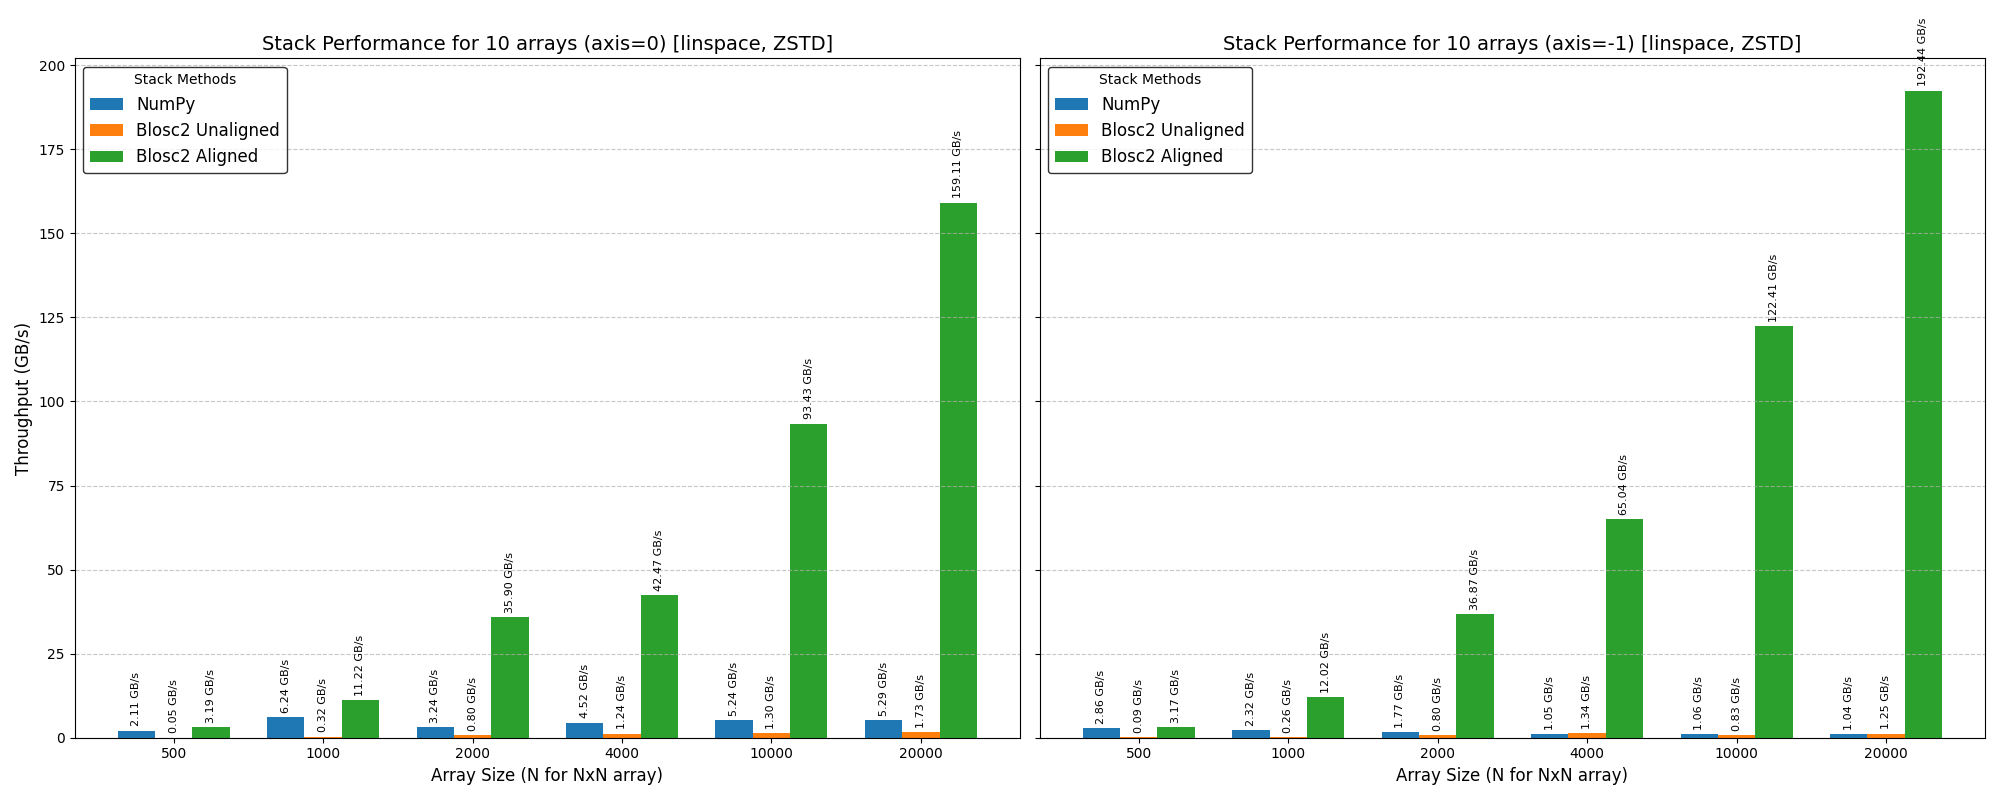 Stack Performance for 10 arrays (axis=0) [linspace, ZSTD]
Stack Methods
NumPy
Blosc2 Unaligned
Blosc2 Aligned
Throughput (GB/s)
200
175
150
125
100
75
50
25
0
2.11 GB/s
0.05 GB/s
3.19 GB/s
6.24 GB/s
0.32 GB/s
11.22 GB/s
3.24 GB/s
0.80 GB/s
35.90 GB/s
4.52 GB/s
1.24 GB/s
42.47 GB/s
5.24 GB/s
1.30 GB/s
93.43 GB/s
5.29 GB/s
1.73 GB/s
159.11 GB/s
500
1000
2000
4000
10000
20000
Array Size (N for NxN array)
Stack Performance for 10 arrays (axis=-1) [linspace, ZSTD]
Stack Methods
NumPy
Blosc2 Unaligned
Blosc2 Aligned
2.86 GB/s
0.09 GB/s
3.17 GB/s
2.32 GB/s
0.26 GB/s
12.02 GB/s
1.77 GB/s
0.80 GB/s
36.87 GB/s
1.05 GB/s
1.34 GB/s
65.04 GB/s
1.06 GB/s
0.83 GB/s
122.41 GB/s
1.04 GB/s
1.25 GB/s
192.44 GB/s
500
1000
2000
4000
10000
20000
Array Size (N for NxN array)